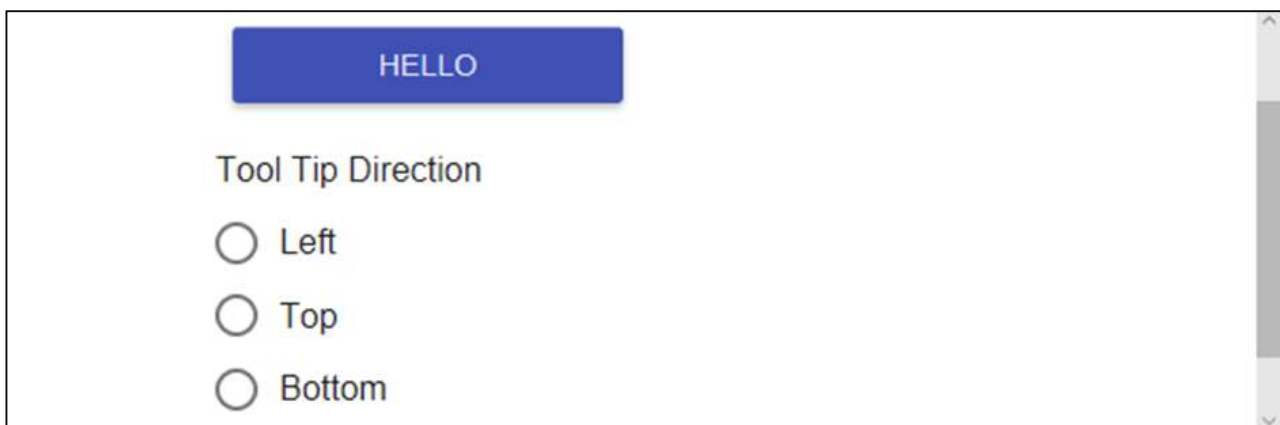 HELLO
Tool Tip Direction
Left
Top
Bottom